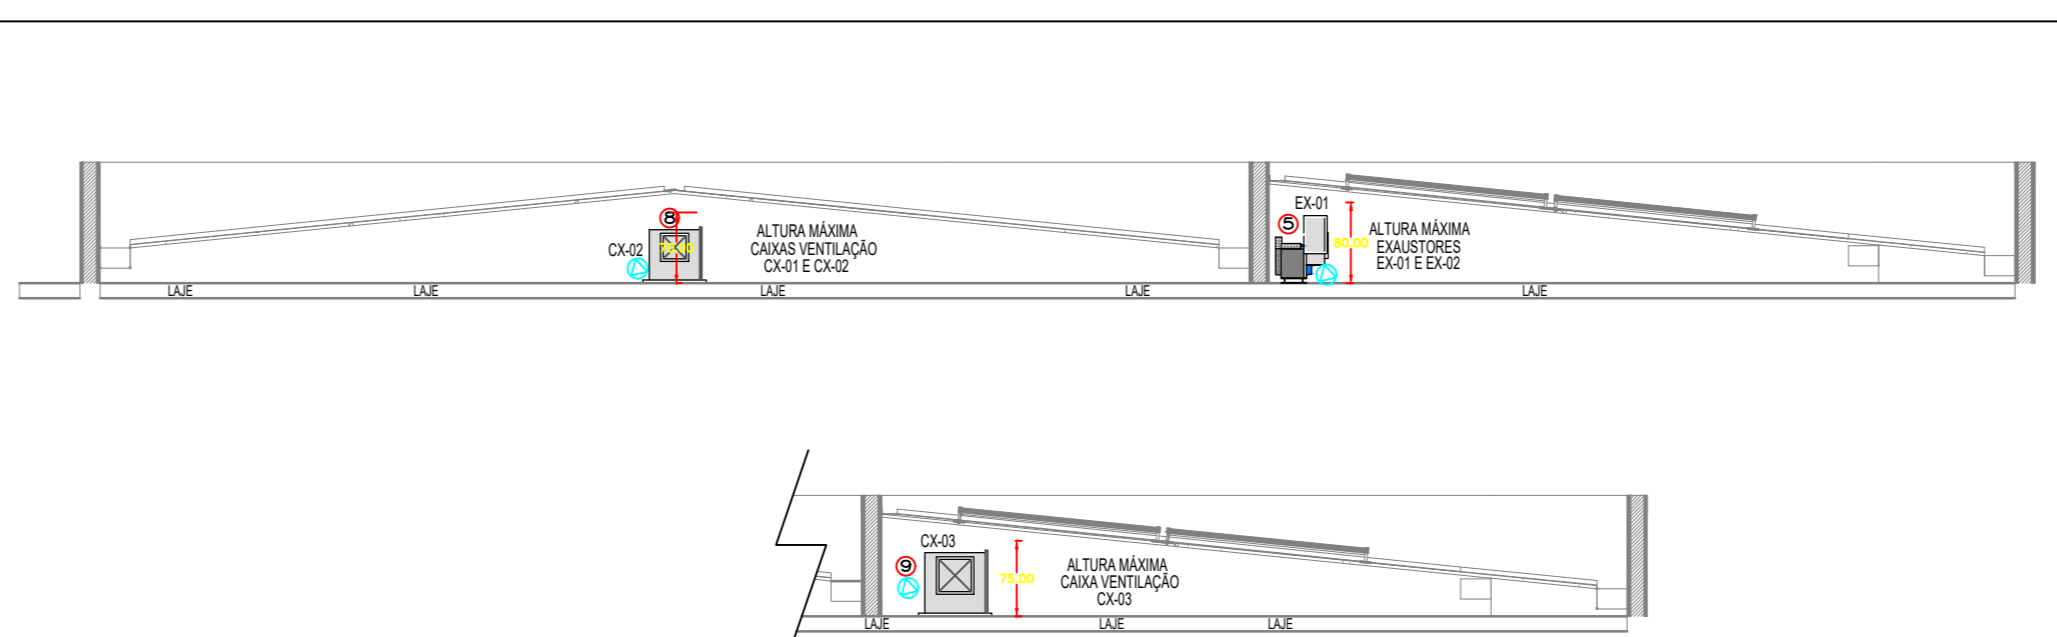 EX-01
8
5
ALTURA MÁXIMA
CAIXAS VENTILAÇÃO
CX-01 E CX-02
CX-02
80.00
ALTURA MÁXIMA
EXAUSTORES
EX-01 E EX-02
LAJE
LAJE
LAJE
LAJE
LAJE
CX-03
9
75.00
ALTURA MÁXIMA
CAIXA VENTILAÇÃO
CX-03
LAJE
LAJE
LAJE